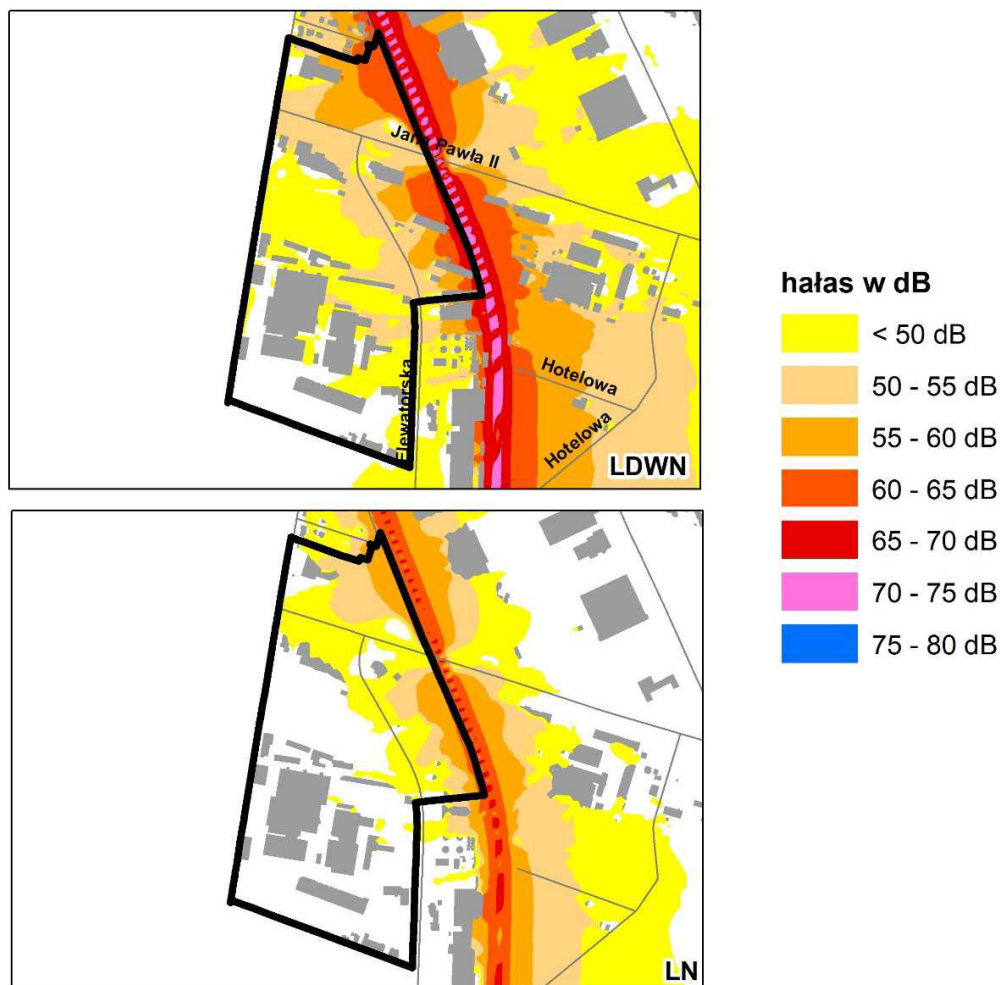 Jana Pawła II
Hotelowa
Hotelowa
Elewatorska
LDWN
LN
hałas w dB
< 50 dB
50 - 55 dB
55 - 60 dB
60 - 65 dB
65 - 70 dB
70 - 75 dB
75 - 80 dB